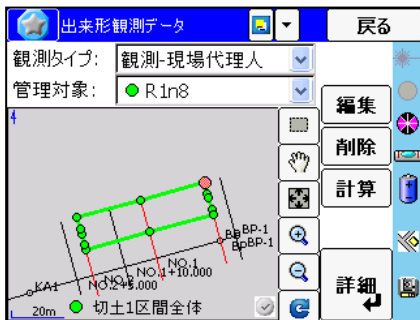 出来形観測データ
戻る
観測タイプ: 観測-現場代理人
管理対象: R1n8
編集
削除
計算
詳細
4
KA1
NO.2+5.000
NO.1+10.000
NO.1
BP-1
BP-1
20m
切土1区間全体